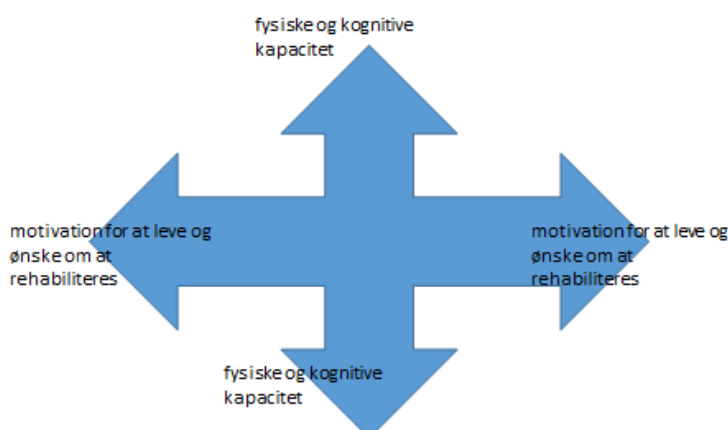 fysiske og kognitive
kapacitet
motivation for at leve og
ønske om at
rehabiliteres
motivation for at leve og
ønske om at
rehabiliteres
fysiske og kognitive
kapacitet